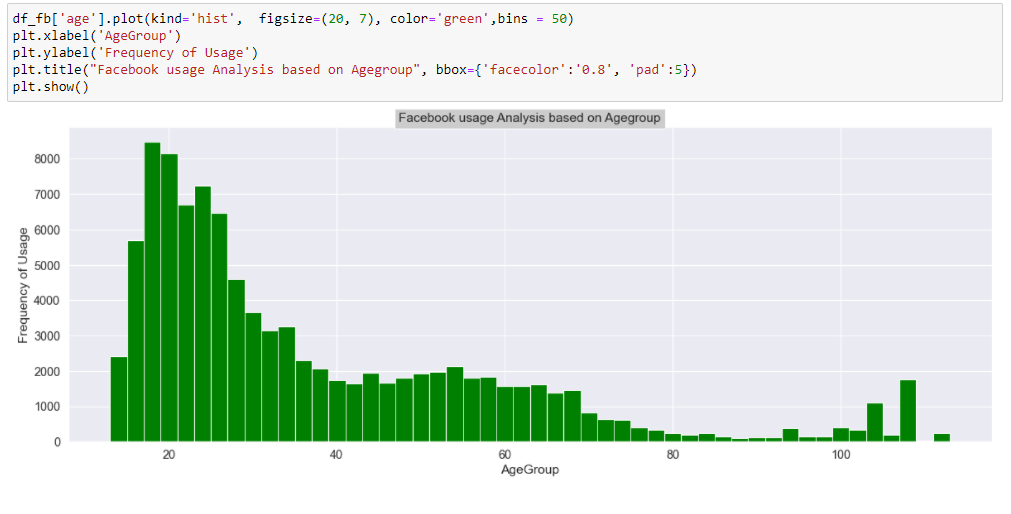 df_fb['age'].plot(kind='hist',  figsize=(20, 7), color='green',bins = 50)
plt.xlabel('AgeGroup')
plt.ylabel('Frequency of Usage')
plt.title("Facebook usage Analysis based on Agegroup", bbox={'facecolor':'0.8', 'pad':5})
plt.show()
Facebook usage Analysis based on Agegroup
Frequency of Usage
8000
7000
6000
5000
4000
3000
2000
1000
0
20 40 60 80 100
AgeGroup